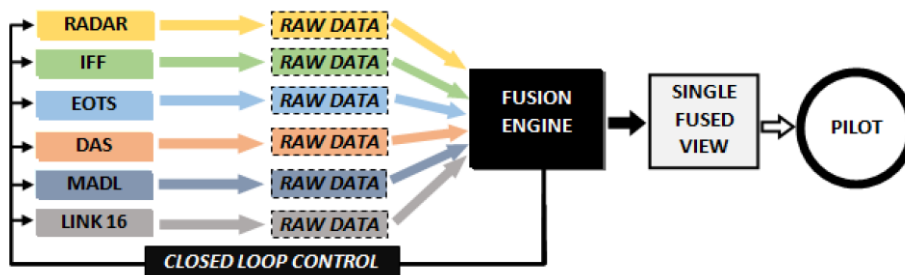 RADAR RAW DATA
IFF RAW DATA
EOTS RAW DATA
DAS RAW DATA
MADL RAW DATA
LINK 16 RAW DATA
FUSION
ENGINE
SINGLE
FUSED
VIEW
PILOT
CLOSED LOOP CONTROL